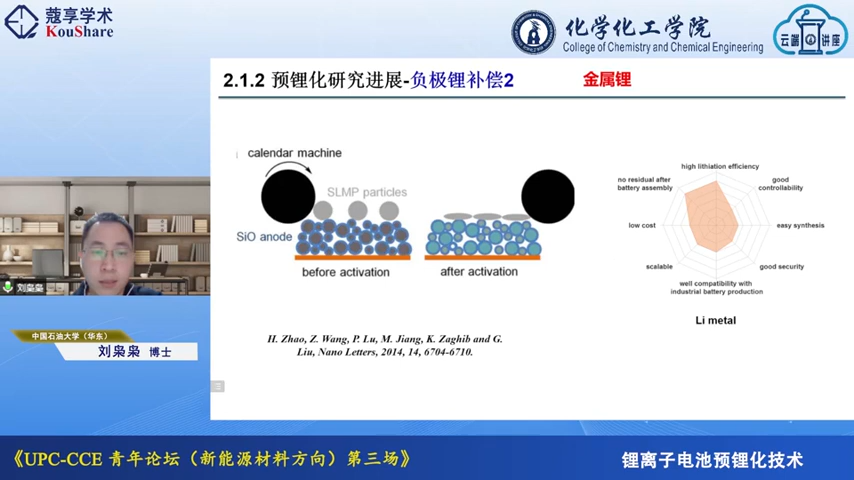 蔻享学术
KouShare
化学化工学院
College of Chemistry and Chemical Engineering
云端 讲座
2.1.2 预锂化研究进展-负极锂补偿2
金属锂
calendar machine
SLMP particles
SiO anode
before activation
after activation
high lithiation efficiency
no residual after
battery assembly
good
controllability
low cost
easy synthesis
scalable
good security
well compatibility with
industrial battery production
Li metal
H. Zhao, Z. Wang, P. Lu, M. Jiang, K. Zaghib and G.
Liu, Nano Letters, 2014, 14, 6704-6710.
刘枭枭
中国石油大学（华东）
刘枭枭 博士
《UPC-CCE 青年论坛（新能源材料方向）第三场》
锂离子电池预锂化技术